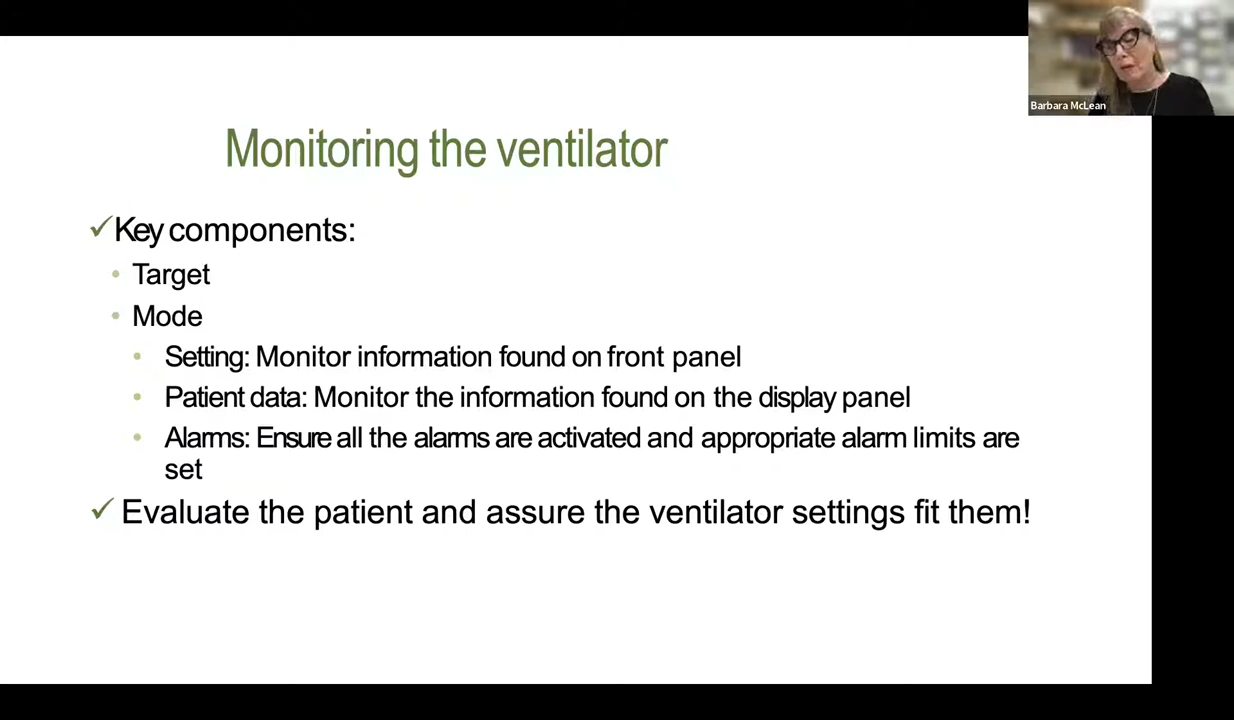 Barbara McLean
Monitoring the ventilator
✓Key components:
• Target
• Mode
• Setting: Monitor information found on front panel
• Patient data: Monitor the information found on the display panel
• Alarms: Ensure all the alarms are activated and appropriate alarm limits are
set
✓ Evaluate the patient and assure the ventilator settings fit them!